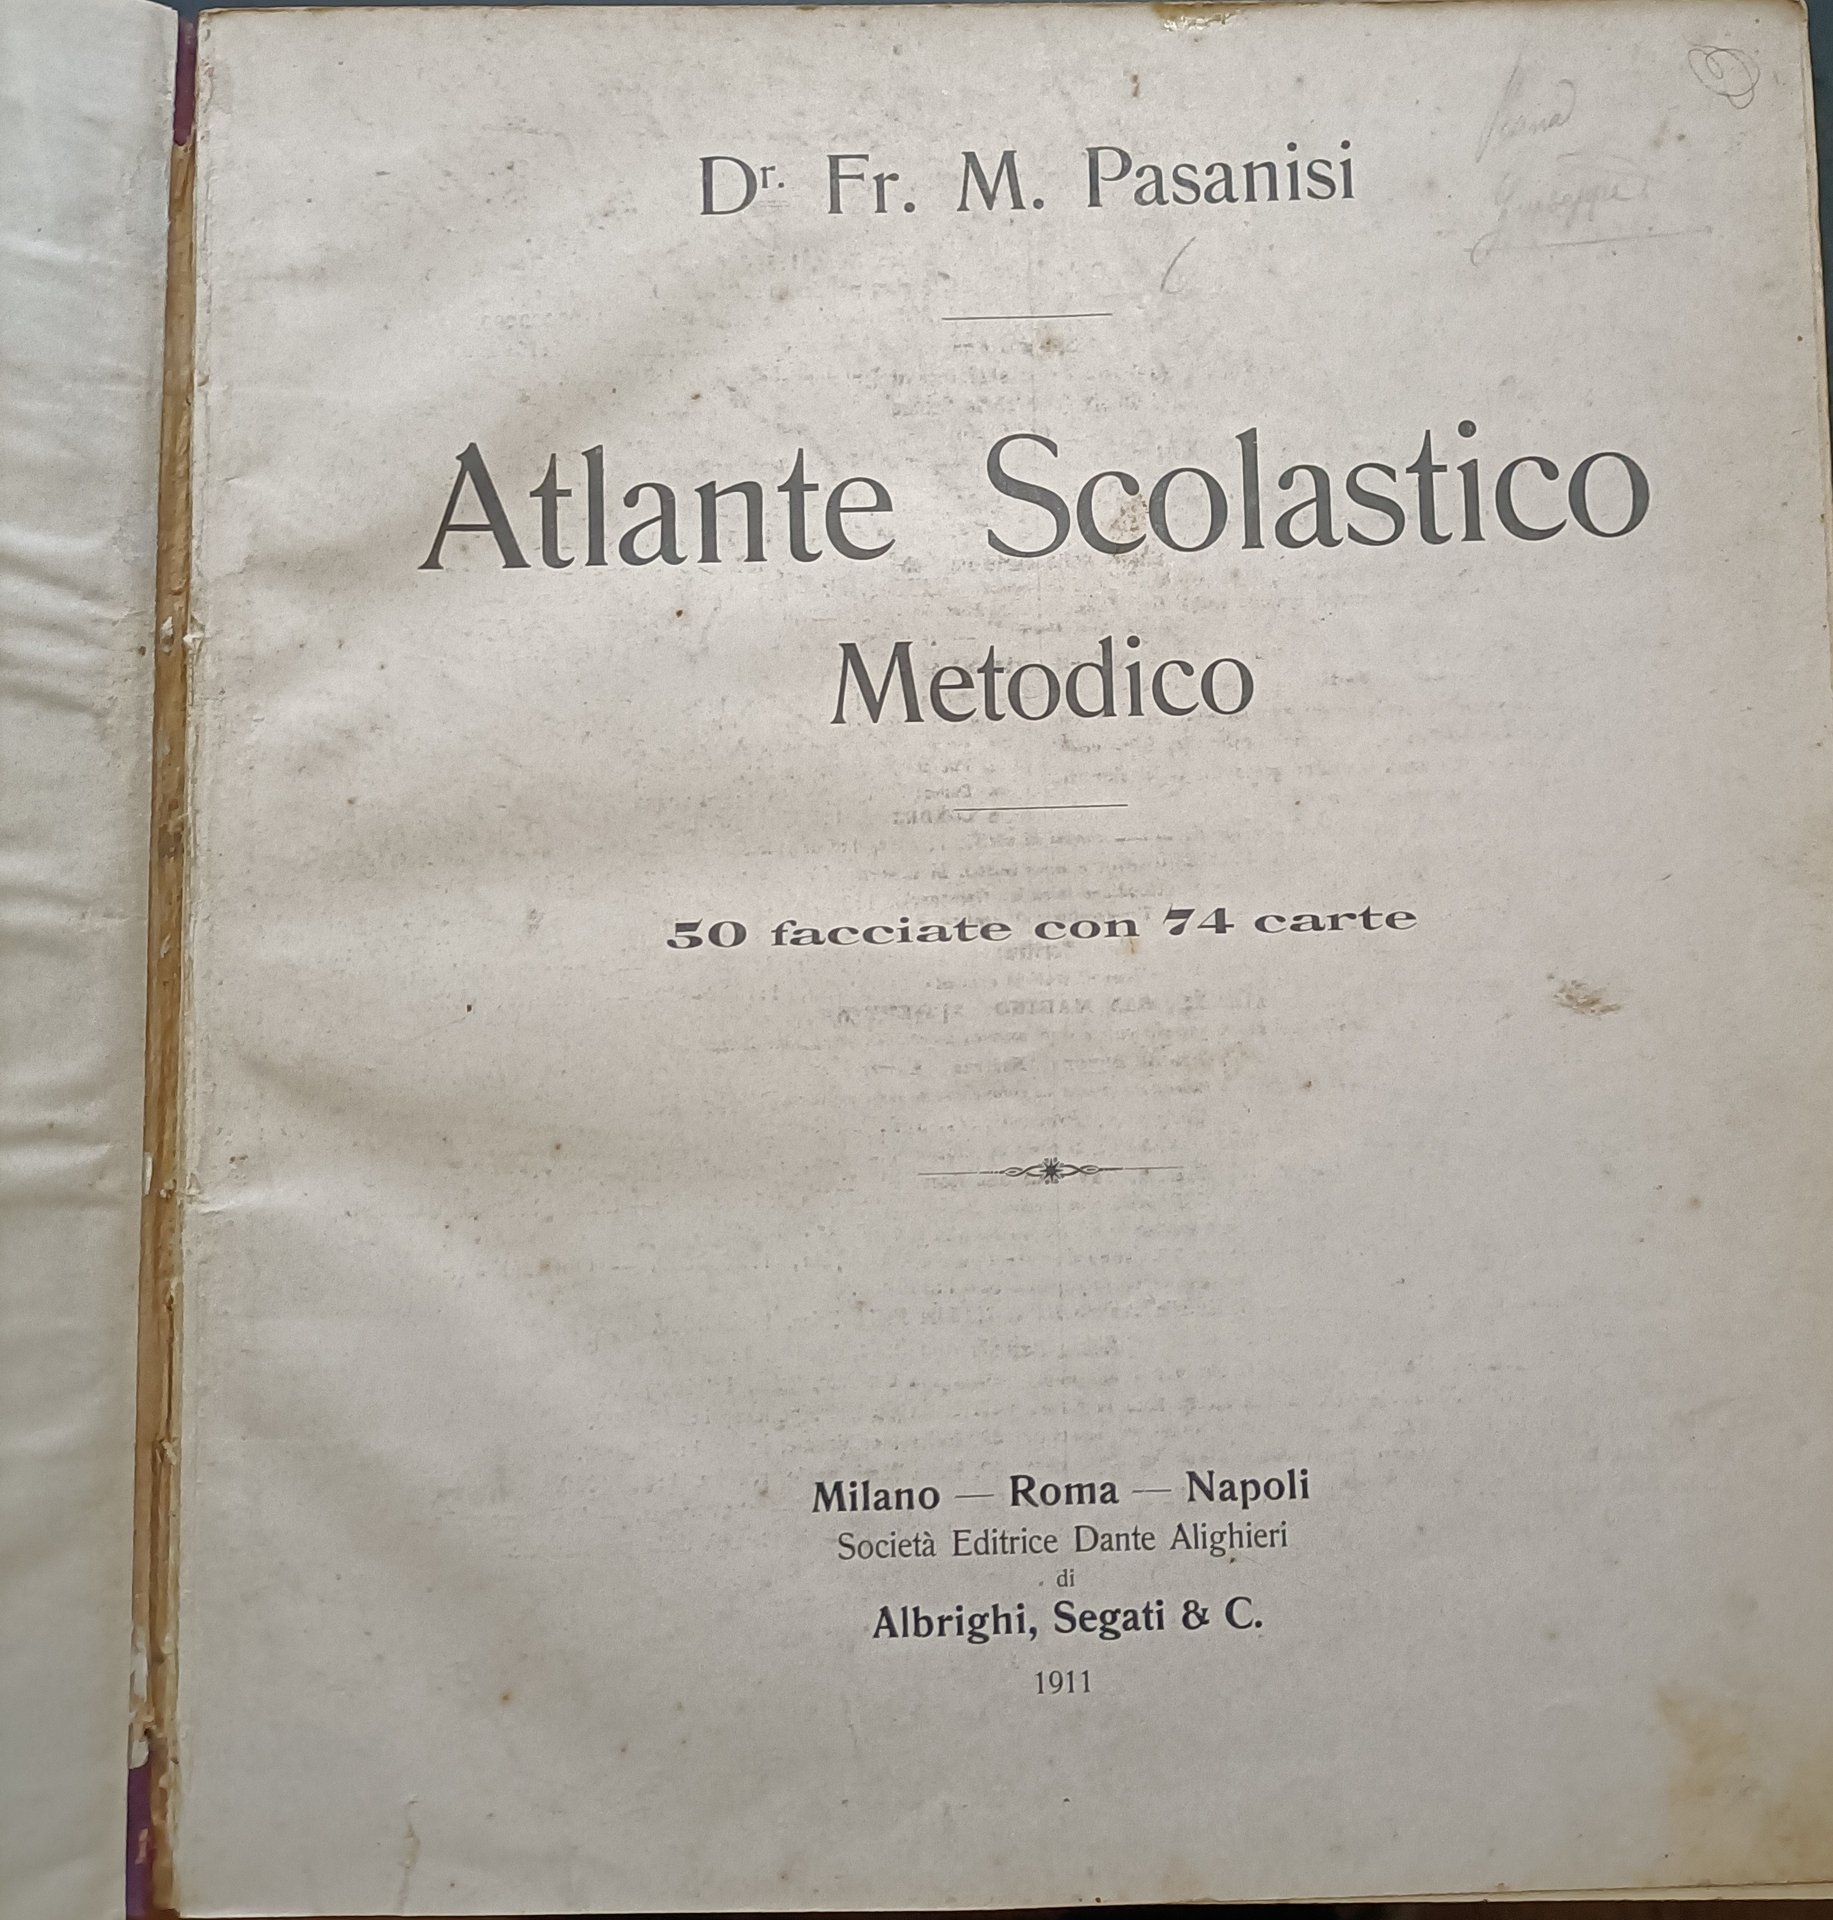 Dr. Fr. M. Pasanisi
Atlante Scolastico
Metodico
50 facciate con 74 carte
Milano — Roma — Napoli
Società Editrice Dante Alighieri
di
Albrighi, Segati & C.
1911
Giuseppe